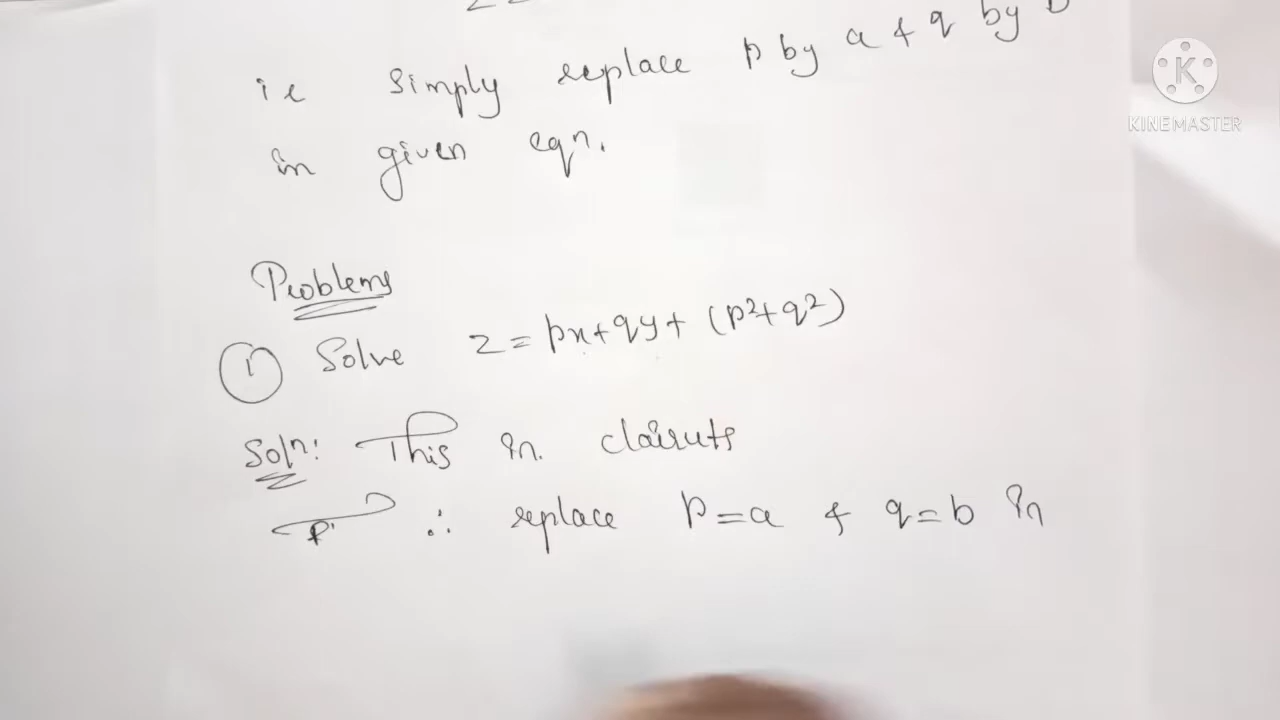 ie simply replace p by a & q by b
in given eqn.
KINEMASTER
Problems
① Solve z = px+qy+ (p²+q²)
Solⁿ: This in clairuts
∴ replace p=a & q=b in